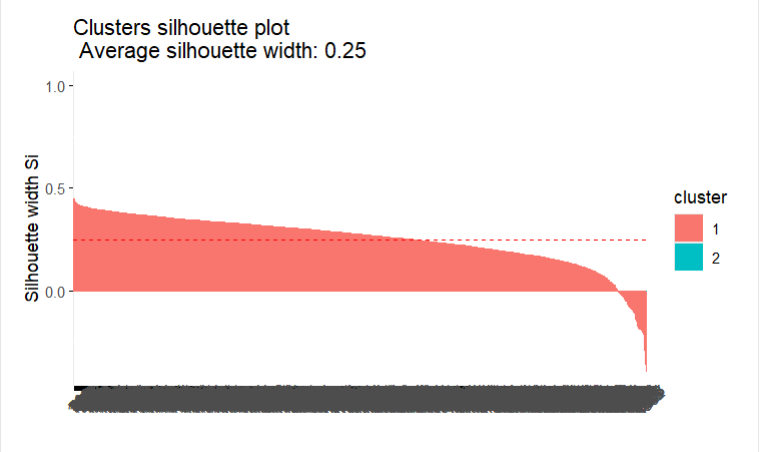 Clusters silhouette plot
Average silhouette width: 0.25
1.0
0.5
0.0
Silhouette width Si
cluster
1
2